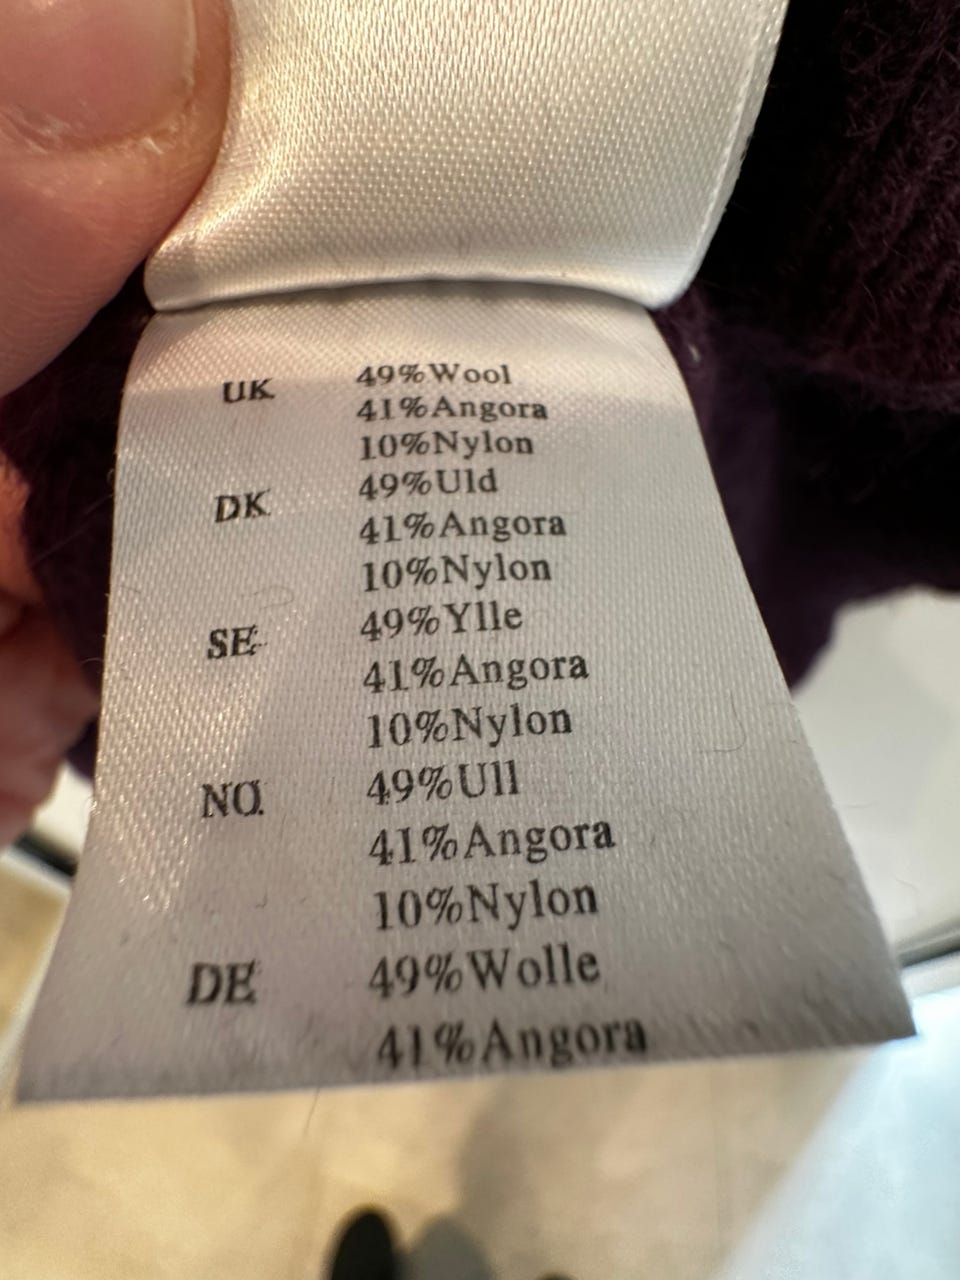 UK 49%Wool
41%Angora
10%Nylon
DK 49%Uld
41%Angora
10%Nylon
SE 49%Ylle
41%Angora
10%Nylon
NO 49%Ull
41%Angora
10%Nylon
DE 49%Wolle
41%Angora